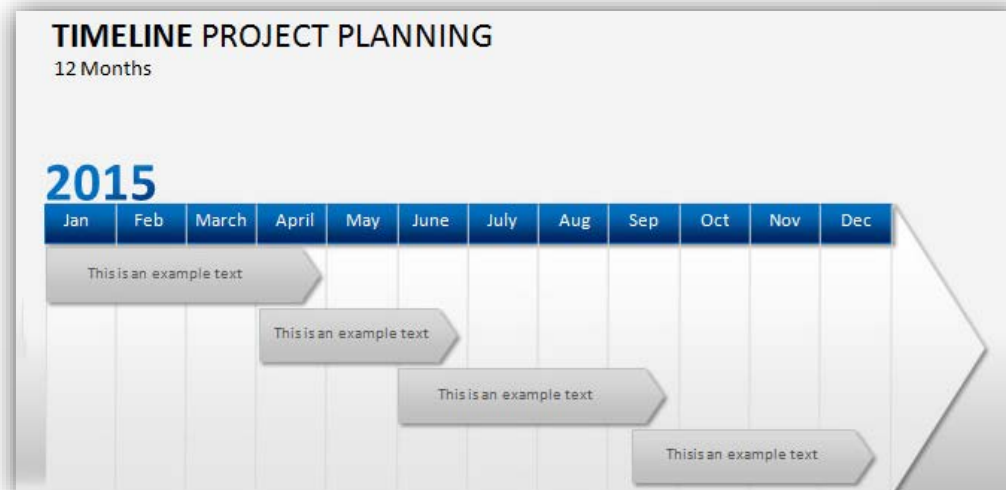 TIMELINE PROJECT PLANNING
12 Months
2015
Jan Feb March April May June July Aug Sep Oct Nov Dec
This is an example text
This is an example text
This is an example text
This is an example text